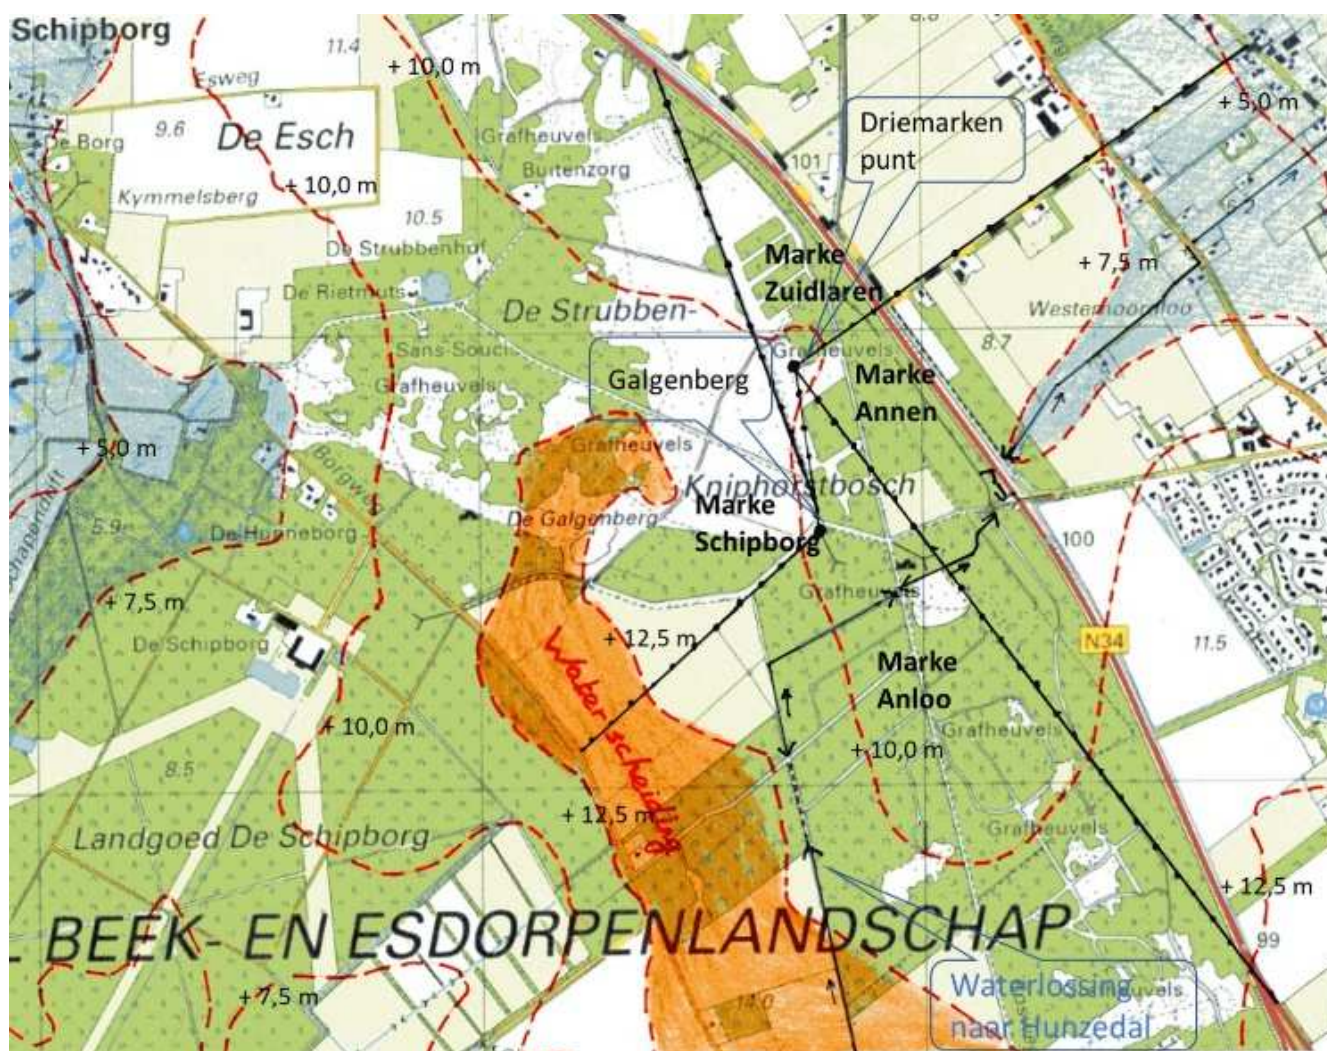 Schipborg
11.4
+ 10,0 m
Esweg
+ 5,0 m
Driemarken
punt
De Borg
9.6
De Esch
Grafheuvels
101
Buitenzorg
+ 10,0 m
Kymmelsberg
10.5
6.2
De Strubbenhuf
Marke
Zuidlaren
+ 7,5 m
De Rietmuts
De Strubben-
Westermoornloo
8.7
Sans-Souci
Grafheuvels
Galgenberg
Grafheuvels
Marke
Annen
+ 5,0 m
Grafheuvels
Borgweg
Kniphorstbosch
Marke
Schipborg
De Galgenberg
5.9
De Hunneborg
100
+ 7,5 m
Grafheuvels
De Schipborg
+ 12,5 m
N34
11.5
Marke
Anloo
Waterscheiding
+ 10,0 m
+ 10,0 m
Grafheuvels
8.5
+ 12,5 m
Landgoed De Schipborg
Grafheuvels
+ 12,5 m
L BEEK- EN ESDORPENLANDSCHAP
99
+ 7,5 m
14.0
Waterlossing
naar Hunzedal
Grafheuvels